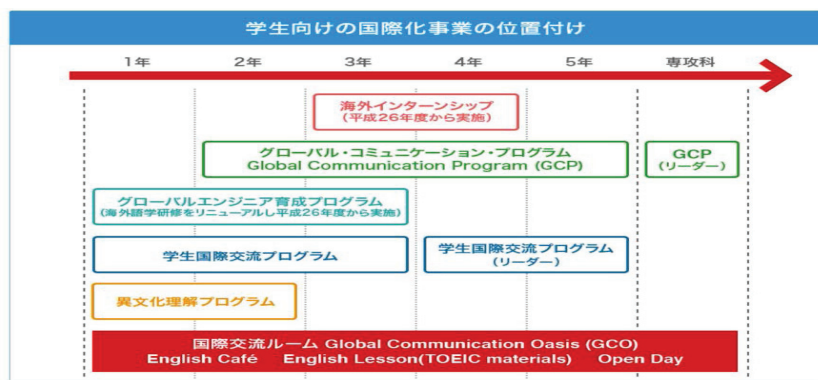 学生向けの国際化事業の位置付け
1年 2年 3年 4年 5年 専攻科
海外インターンシップ
(平成26年度から実施)
グローバル・コミュニケーション・プログラム
Global Communication Program (GCP)
GCP
(リーダー)
グローバルエンジニア育成プログラム
(海外語学研修をリニューアルし平成26年度から実施)
学生国際交流プログラム
学生国際交流プログラム
(リーダー)
異文化理解プログラム
国際交流ルーム Global Communication Oasis (GCO)
English Café English Lesson(TOEIC materials) Open Day